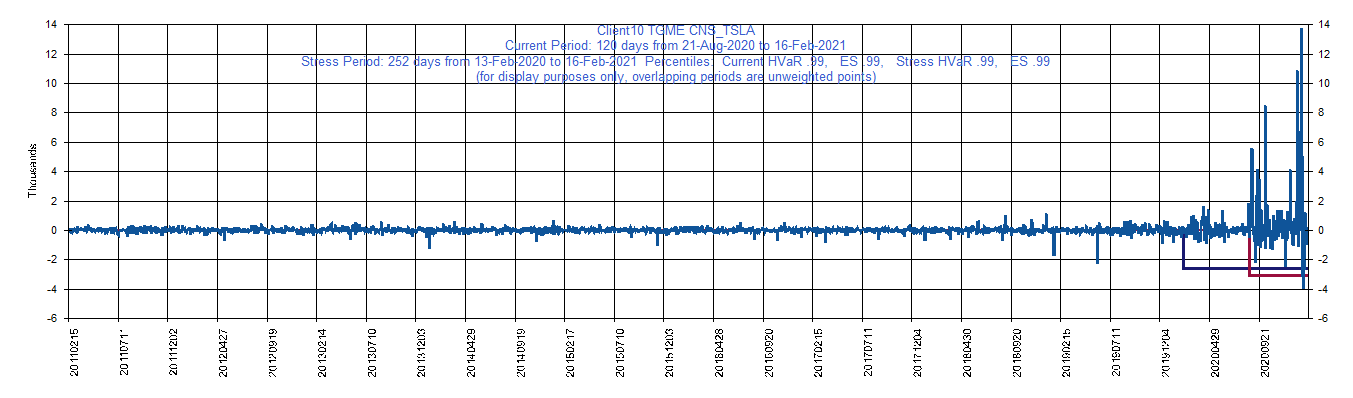 Client10 TGME CNS_TSLA
Current Period: 120 days from 21-Aug-2020 to 16-Feb-2021
Stress Period: 252 days from 13-Feb-2020 to 16-Feb-2021 Percentiles: Current HVaR .99, ES .99, Stress HVaR .99, ES .99
(for display purposes only, overlapping periods are unweighted points)
Thousands
14 14
12 12
10 10
8 8
6 6
4 4
2 2
0 0
-2 -2
-4 -4
-6 -6
20110215 20110711 20111202 20120427 20120919 20130214 20130710 20131203 20140429 20140919 20150217 20150710 20151203 20160428 20160920 20170215 20170711 20171204 20180430 20180920 20190215 20190711 20191204 20200429 20200921